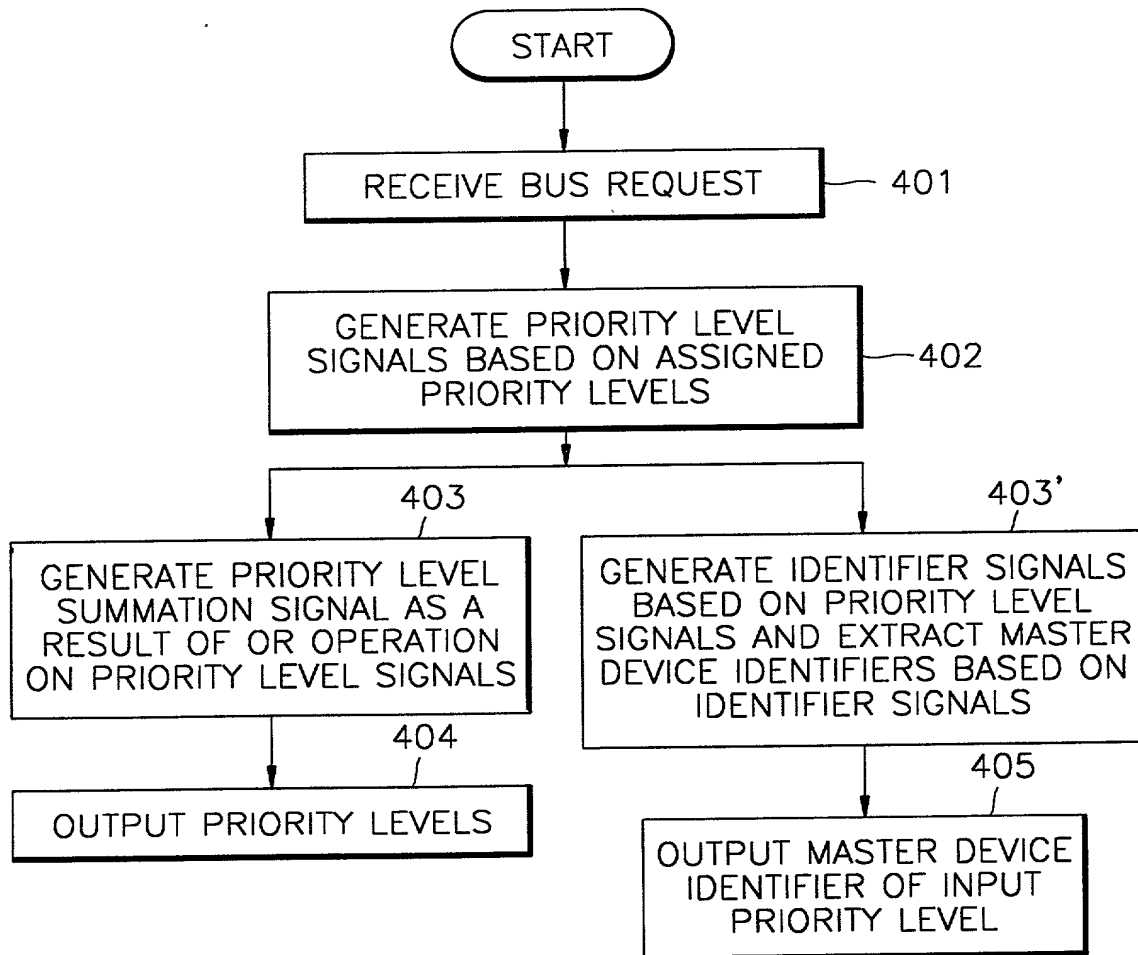 START
RECEIVE BUS REQUEST
401
GENERATE PRIORITY LEVEL
SIGNALS BASED ON ASSIGNED
PRIORITY LEVELS
402
403
GENERATE PRIORITY LEVEL
SUMMATION SIGNAL AS A
RESULT OF OR OPERATION
ON PRIORITY LEVEL SIGNALS
403'
GENERATE IDENTIFIER SIGNALS
BASED ON PRIORITY LEVEL
SIGNALS AND EXTRACT MASTER
DEVICE IDENTIFIERS BASED ON
IDENTIFIER SIGNALS
404
OUTPUT PRIORITY LEVELS
405
OUTPUT MASTER DEVICE
IDENTIFIER OF INPUT
PRIORITY LEVEL